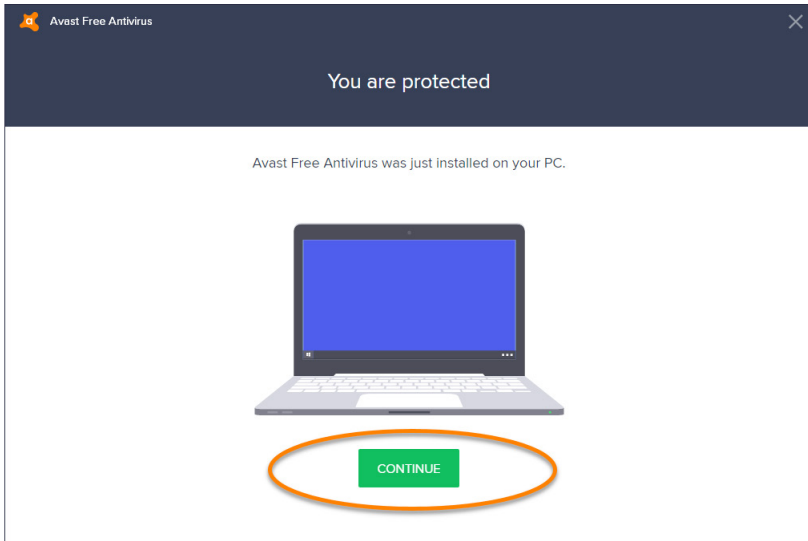 Avast Free Antivirus
You are protected
Avast Free Antivirus was just installed on your PC.
CONTINUE